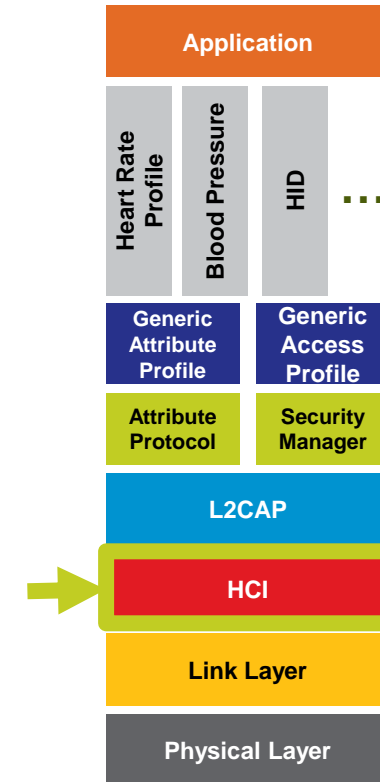 Application
Heart Rate
Profile
Blood Pressure
HID
...
Generic
Attribute
Profile
Generic
Access
Profile
Attribute
Protocol
Security
Manager
L2CAP
HCI
Link Layer
Physical Layer